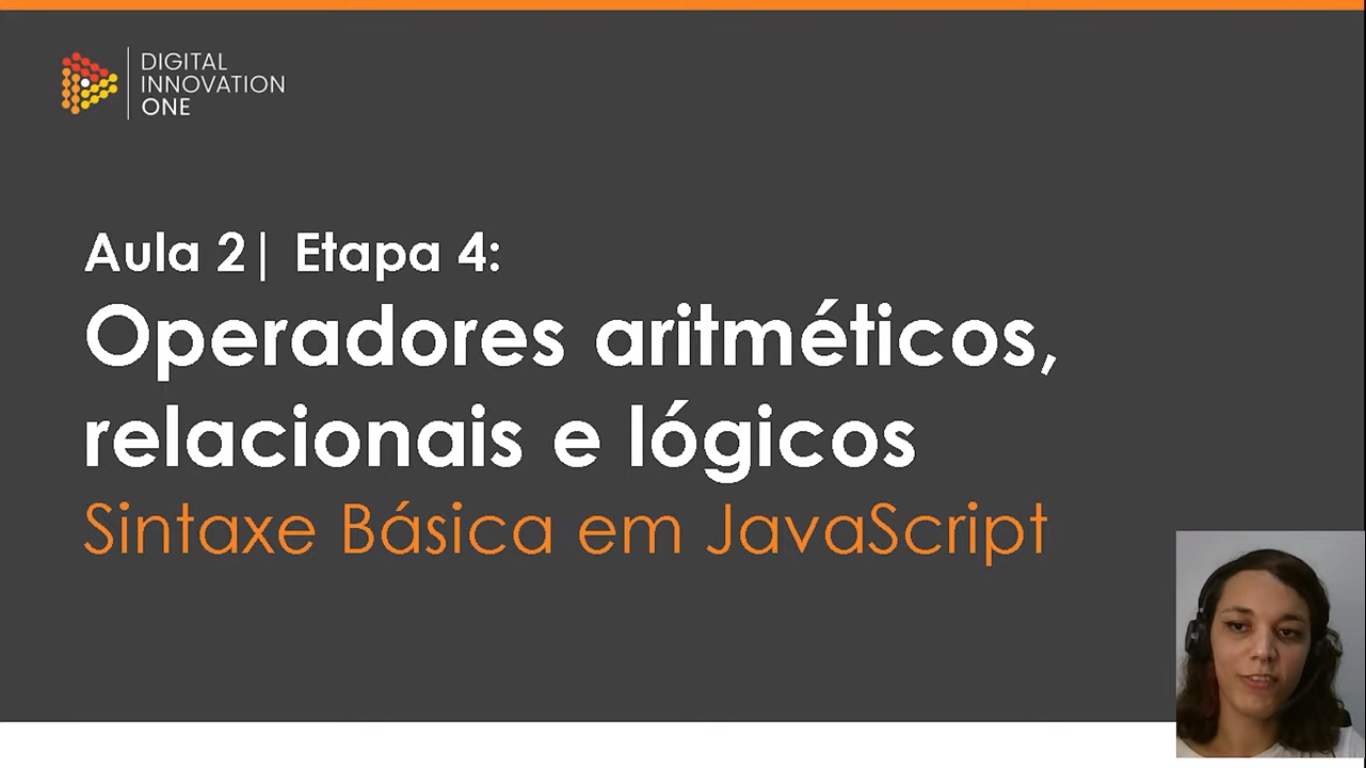 DIGITAL
INNOVATION
ONE
Aula 2| Etapa 4:
Operadores aritméticos,
relacionais e lógicos
Sintaxe Básica em JavaScript